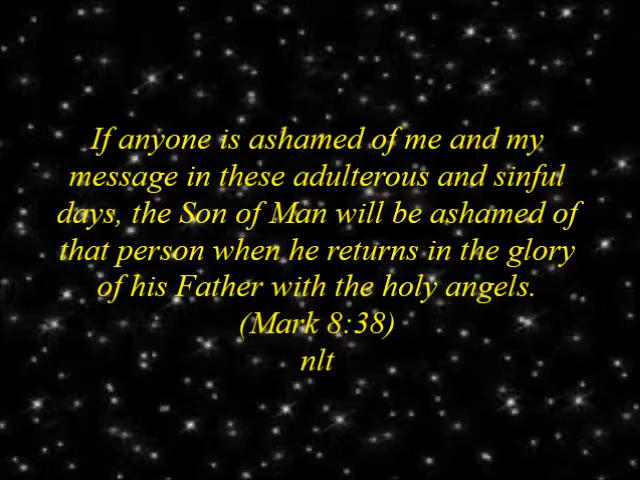 If anyone is ashamed of me and my
message in these adulterous and sinful
days, the Son of Man will be ashamed of
that person when he returns in the glory
of his Father with the holy angels.
(Mark 8:38)
nlt